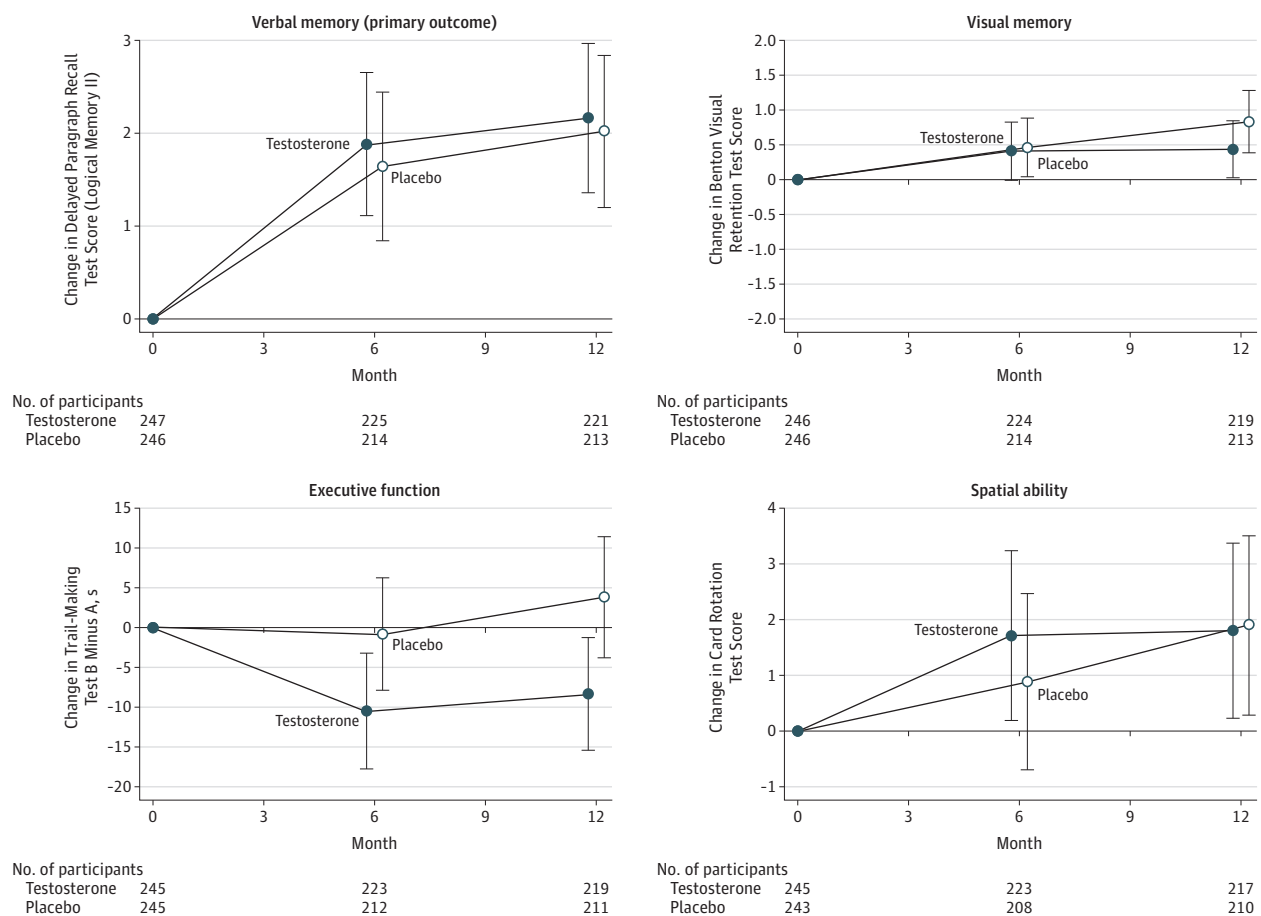 Verbal memory (primary outcome)
Change in Delayed Paragraph Recall
Test Score (Logical Memory II)
3
2
1
0
Testosterone
Placebo
0 3 6 9 12
Month
No. of participants
Testosterone 247 225 221
Placebo 246 214 213
Visual memory
Change in Benton Visual
Retention Test Score
2.0
1.5
1.0
0.5
0
-0.5
-1.0
-1.5
-2.0
Testosterone
Placebo
0 3 6 9 12
Month
No. of participants
Testosterone 246 224 219
Placebo 246 214 213
Executive function
Change in Trail-Making
Test B Minus A, s
15
10
5
0
-5
-10
-15
-20
Placebo
Testosterone
0 3 6 9 12
Month
No. of participants
Testosterone 245 223 219
Placebo 245 212 211
Spatial ability
Change in Card Rotation
Test Score
4
3
2
1
0
-1
Testosterone
Placebo
0 3 6 9 12
Month
No. of participants
Testosterone 245 223 217
Placebo 243 208 210